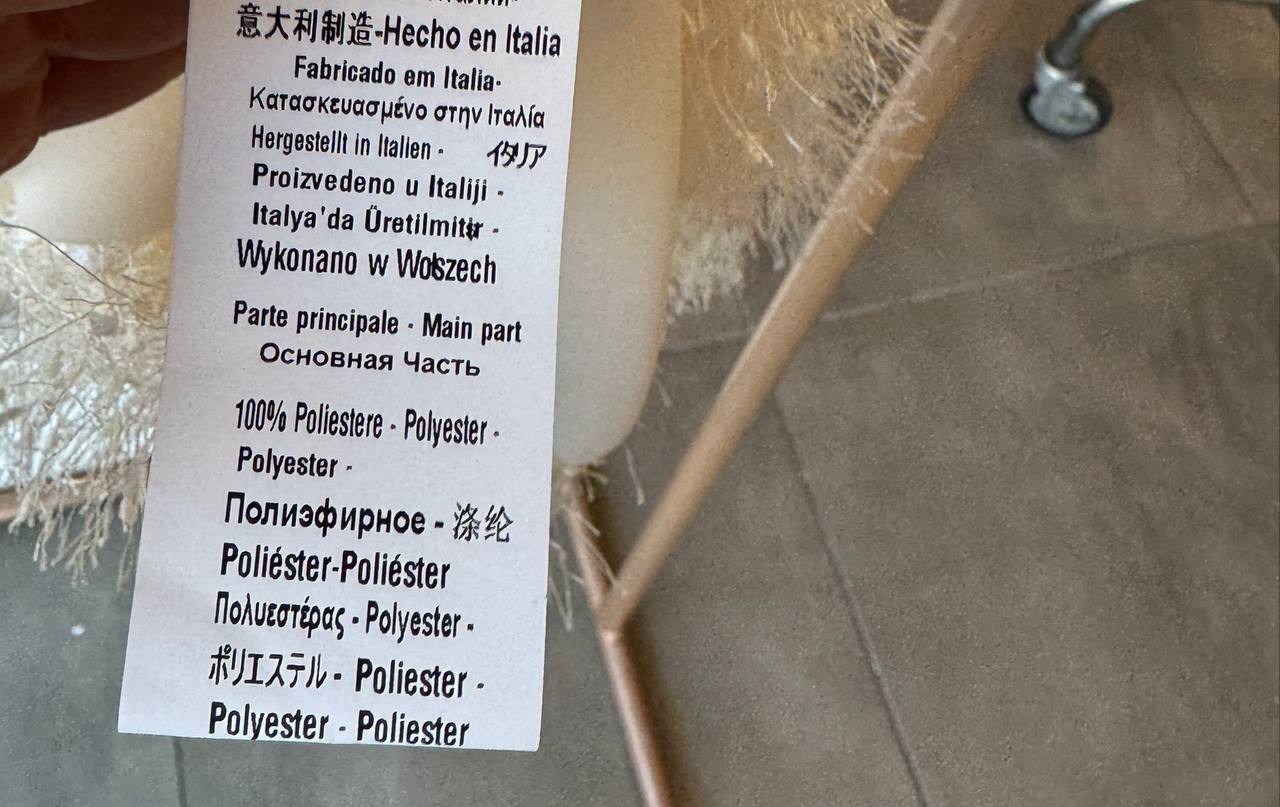 意大利制造-Hecho en Italia
Fabricado em Italia-
Κατασκευασμένο στην Ιταλία
Hergestellt in Italien - イタリア
Proizvedeno u Italiji -
Italya'da -
Wykonano w
Parte principale - Main part
Основная Часть
100% Poliestere - Polyester -
Polyester -
Полиэфирное - 涤纶
Poliéster-Poliéster
Πολυεστέρας - Polyester -
ポリエステル - Poliester -
Polyester - Poliester